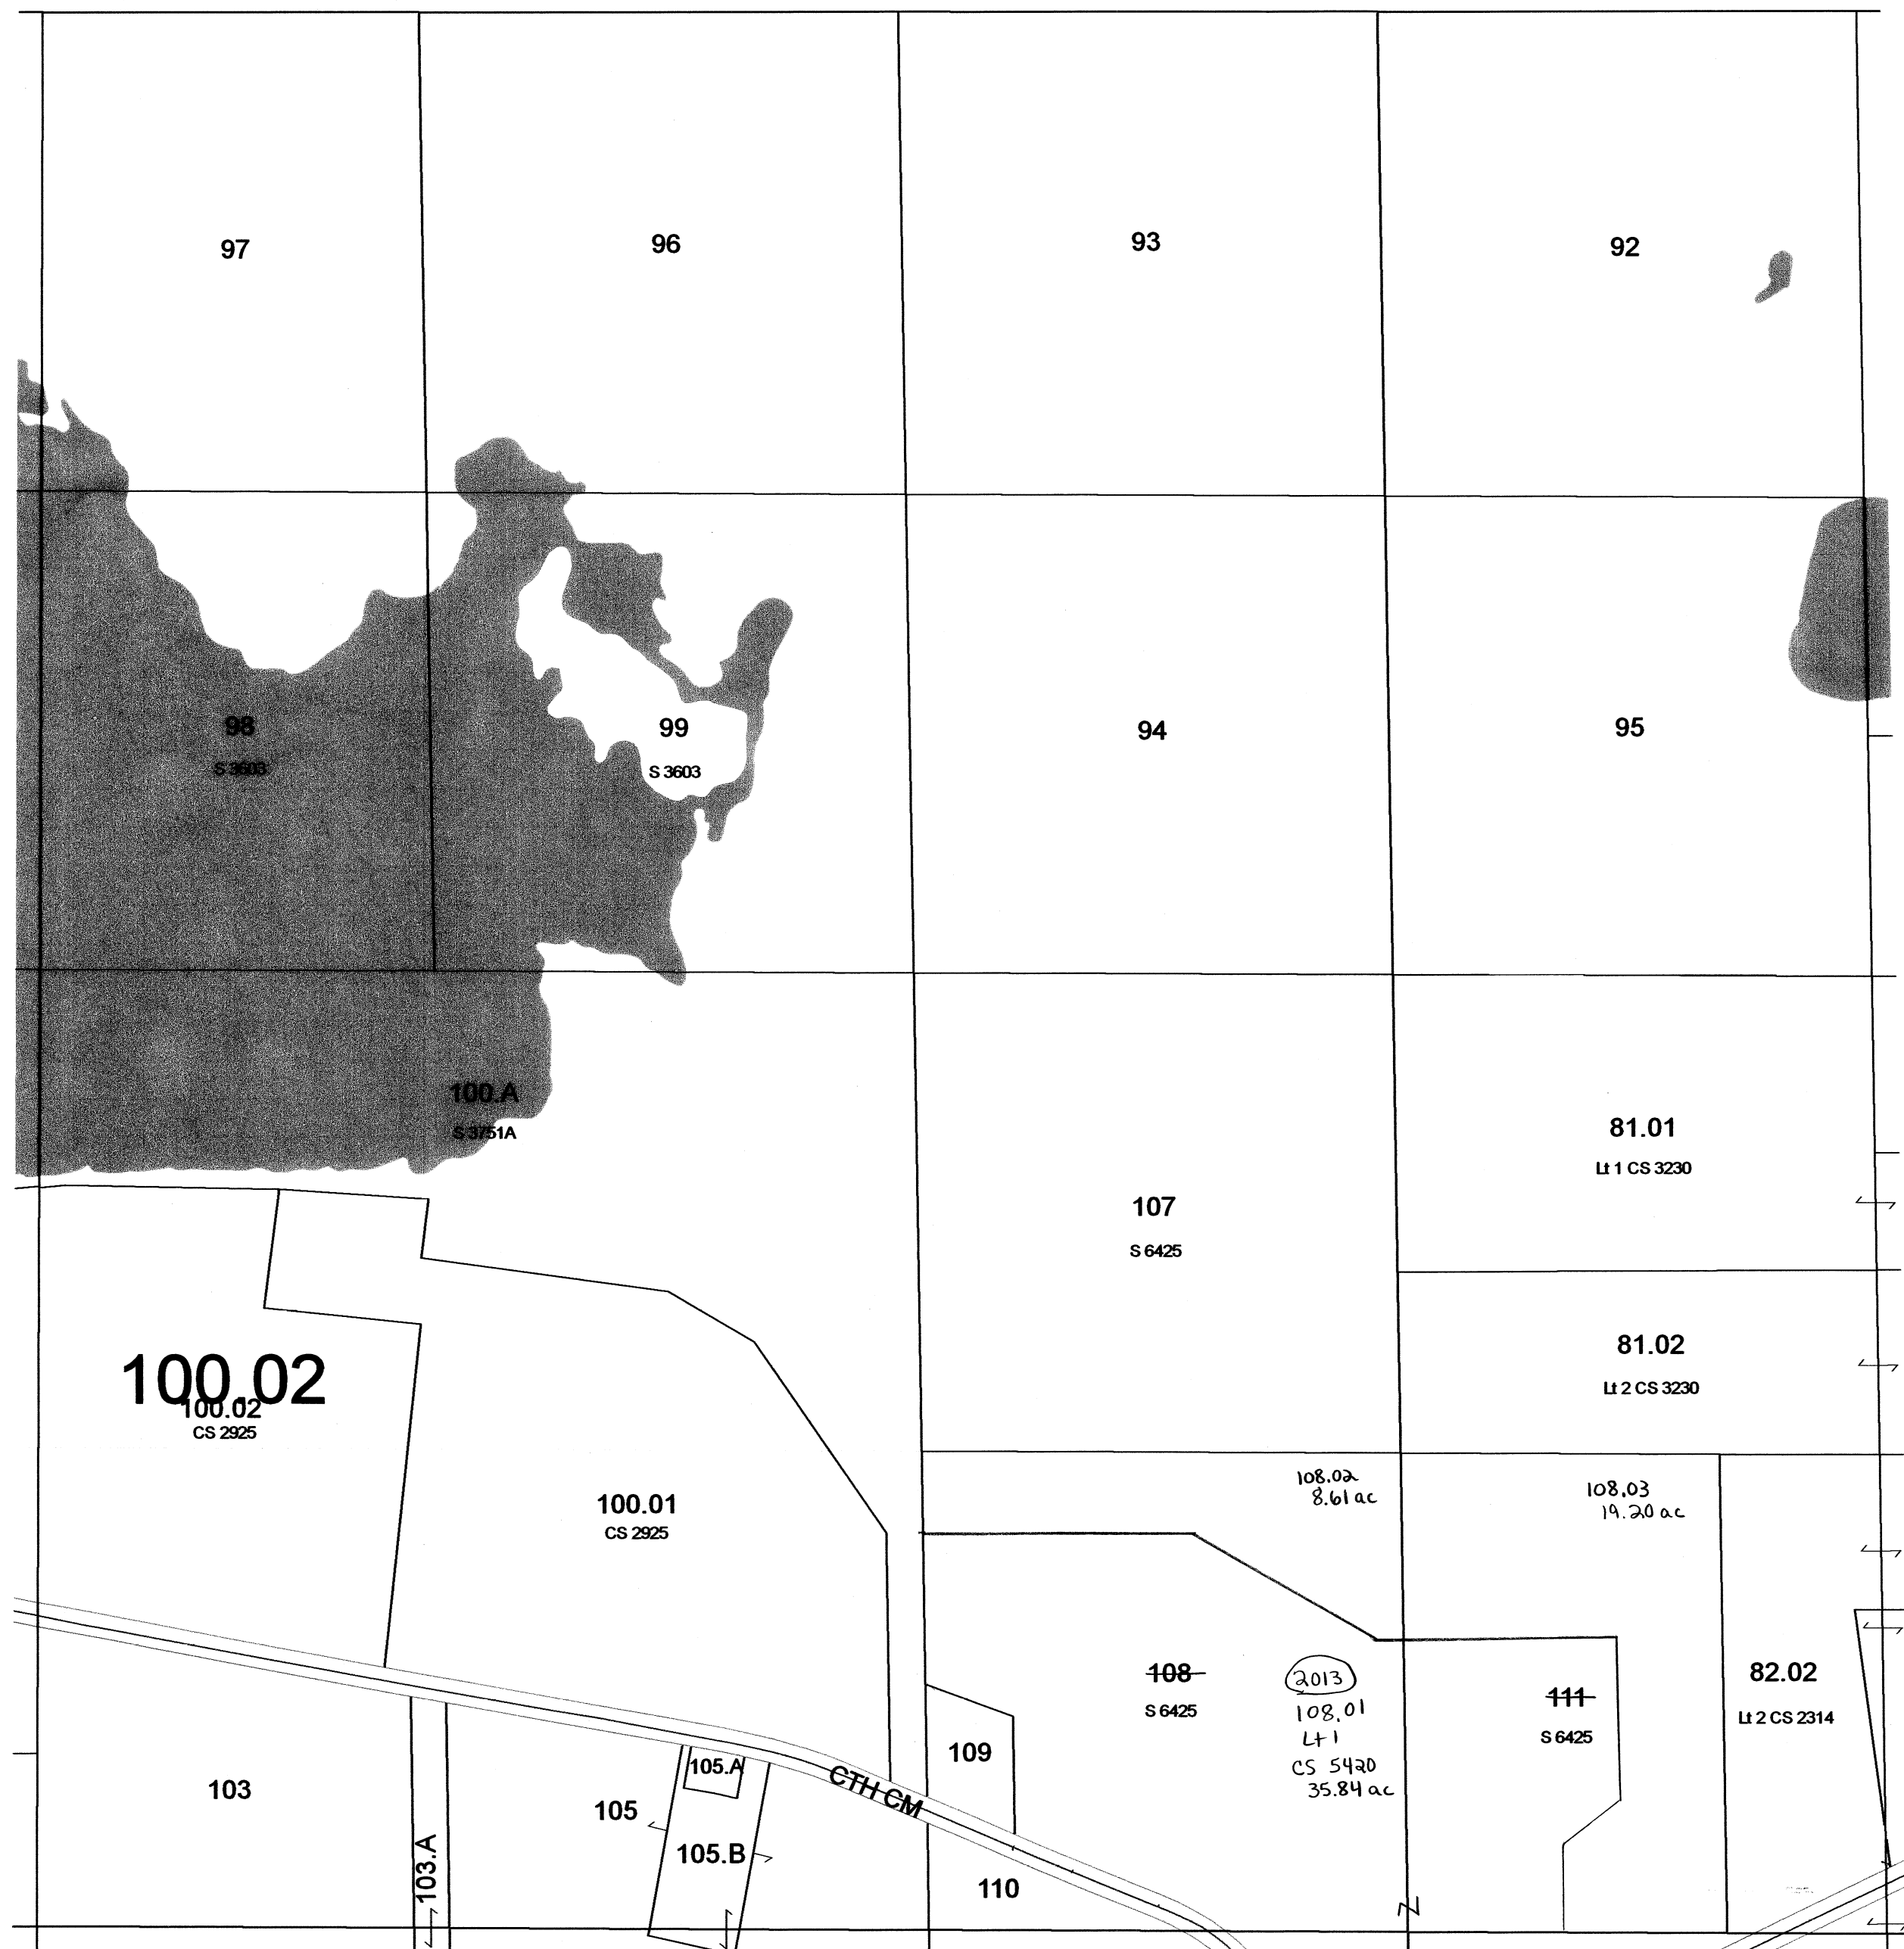 97
96
93
92
98
S 3603
99
S 3603
94
95
100.A
S 3751A
81.01
Lt 1 CS 3230
107
S 6425
81.02
Lt 2 CS 3230
100.02
100.02
CS 2925
100.01
CS 2925
108.02
8.61 ac
108.03
19.20 ac
108
S 6425
2013
108.01
Lt 1
CS 5420
35.84 ac
111
S 6425
82.02
Lt 2 CS 2314
109
103
103.A
105
105.A
105.B
CTH CM
110